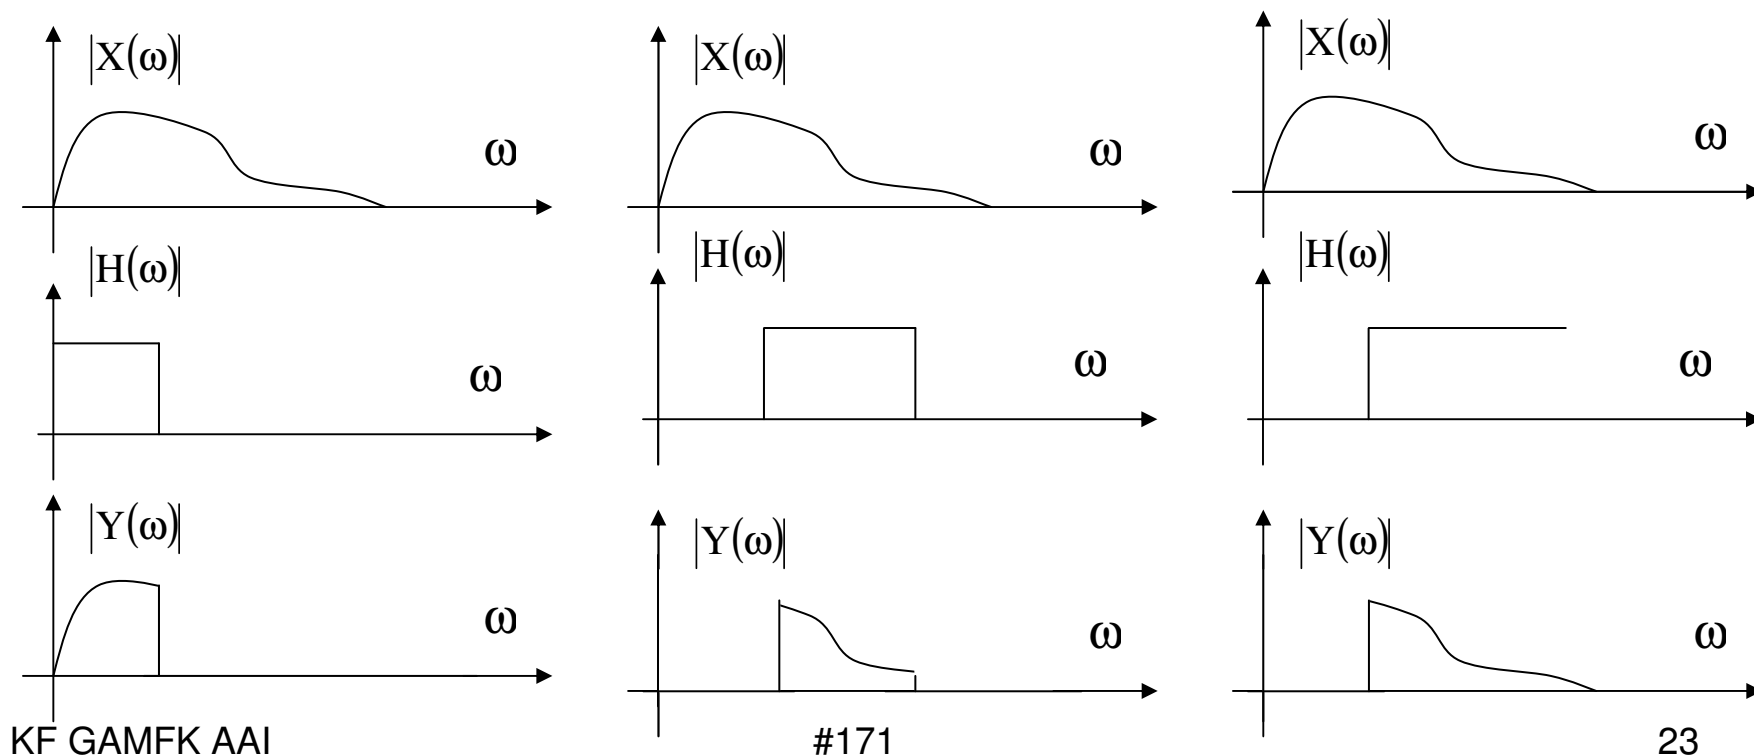 |X(ω)| |X(ω)| |X(ω)|
ω ω ω
|H(ω)| |H(ω)| |H(ω)|
ω ω ω
|Y(ω)| |Y(ω)| |Y(ω)|
ω ω ω
KF GAMFK AAI #171 23